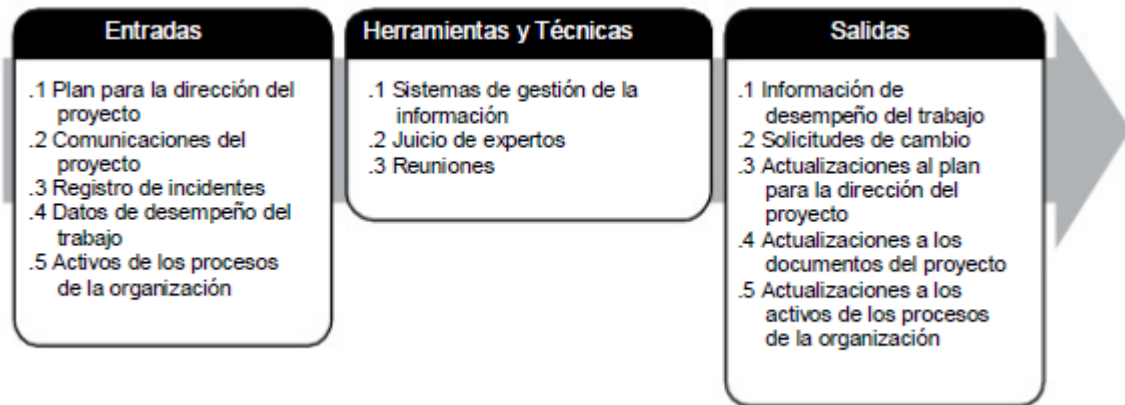 Entradas
.1 Plan para la dirección del
proyecto
.2 Comunicaciones del
proyecto
.3 Registro de incidentes
.4 Datos de desempeño del
trabajo
.5 Activos de los procesos
de la organización
Herramientas y Técnicas
.1 Sistemas de gestión de la
información
.2 Juicio de expertos
.3 Reuniones
Salidas
.1 Información de
desempeño del trabajo
.2 Solicitudes de cambio
.3 Actualizaciones al plan
para la dirección del
proyecto
.4 Actualizaciones a los
documentos del proyecto
.5 Actualizaciones a los
activos de los procesos
de la organización